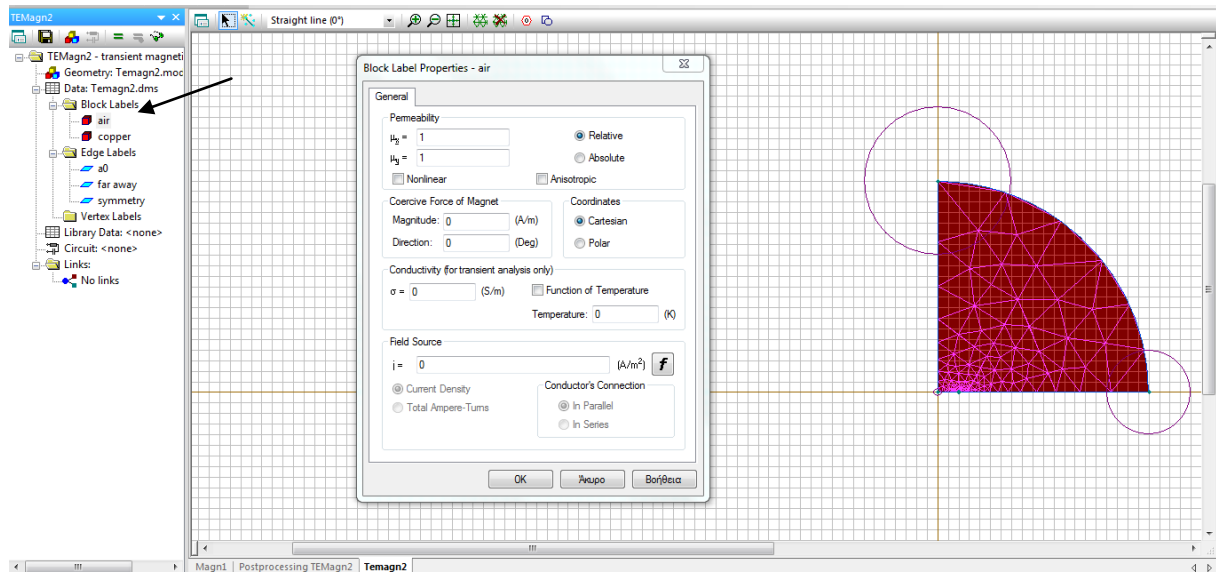 TEMagn2
Straight line (0°)
TEMagn2 - transient magneti
Geometry: Temagn2.mod
Data: Temagn2.dms
Block Labels
air
copper
Edge Labels
a0
far away
symmetry
Vertex Labels
Library Data: <none>
Circuit: <none>
Links:
No links
Block Label Properties - air
General
Permeability
μx = 1
Relative
μy = 1
Absolute
Nonlinear
Anisotropic
Coercive Force of Magnet
Coordinates
Magnitude: 0 (A/m)
Cartesian
Direction: 0 (Deg)
Polar
Conductivity (for transient analysis only)
σ = 0 (S/m)
Function of Temperature
Temperature: 0 (K)
Field Source
j = 0 (A/m²) f
Current Density
Conductor's Connection
Total Ampere-Turns
In Parallel
In Series
OK Άκυρο Βοήθεια
Magn1 | Postprocessing TEMagn2 | Temagn2